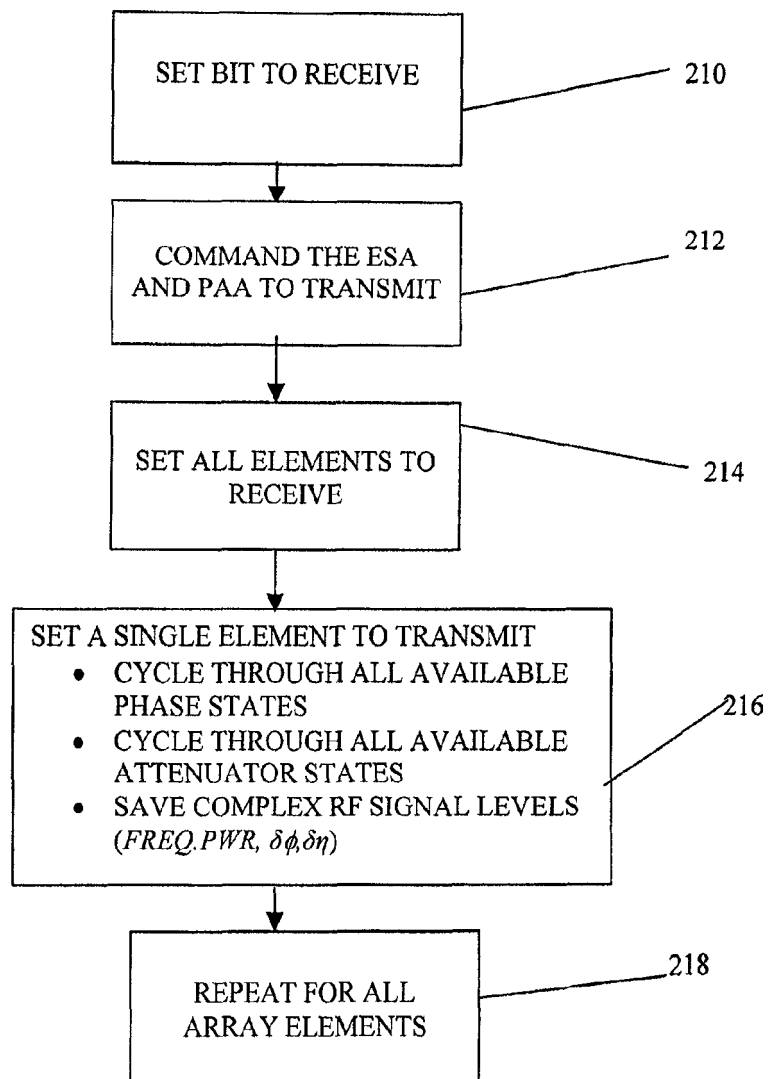 SET BIT TO RECEIVE
210
COMMAND THE ESA
AND PAA TO TRANSMIT
212
SET ALL ELEMENTS TO
RECEIVE
214
SET A SINGLE ELEMENT TO TRANSMIT
• CYCLE THROUGH ALL AVAILABLE
PHASE STATES
• CYCLE THROUGH ALL AVAILABLE
ATTENUATOR STATES
• SAVE COMPLEX RF SIGNAL LEVELS
(FREQ.PWR, δϕ,δη)
216
REPEAT FOR ALL
ARRAY ELEMENTS
218